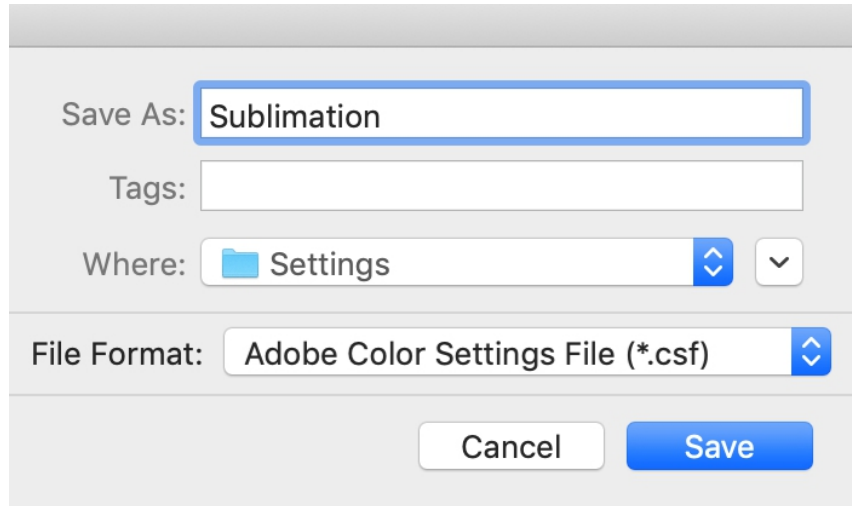 Save As: Sublimation
Tags:
Where: Settings
File Format: Adobe Color Settings File (*.csf)
Cancel Save